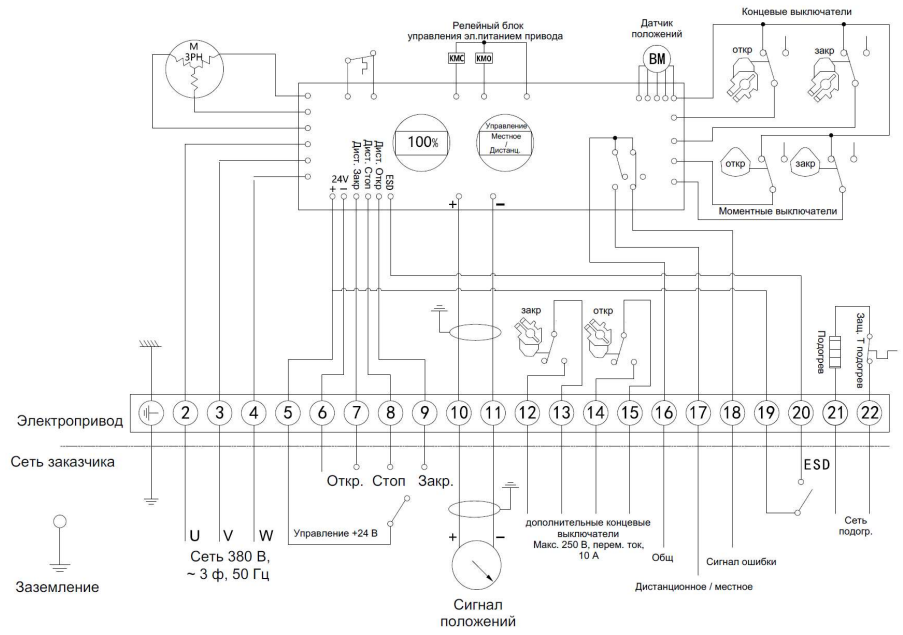 Концевые выключатели
Релейный блок
управления эл.питанием привода
Датчик
положений
М
3PH
КМС
КМО
ВМ
откр
закр
100%
Управление
Местное
/
Дистанц.
откр
закр
24V
+ −
Дист. Закр
Дист. Стоп
Дист. Откр
ESD
+
−
Моментные выключатели
закр
откр
Подогрев
Защ. Т подогрев
Электропривод
2 3 4 5 6 7 8 9 10 11 12 13 14 15 16 17 18 19 20 21 22
Сеть заказчика
Откр. Стоп Закр.
ESD
U V W
Управление +24 В
+
−
Сеть 380 В,
~ 3 ф, 50 Гц
дополнительные концевые
выключатели
Макс. 250 В, перем. ток,
10 А
Общ
Сигнал ошибки
Сеть
подогр.
Дистанционное / местное
Заземление
Сигнал
положений